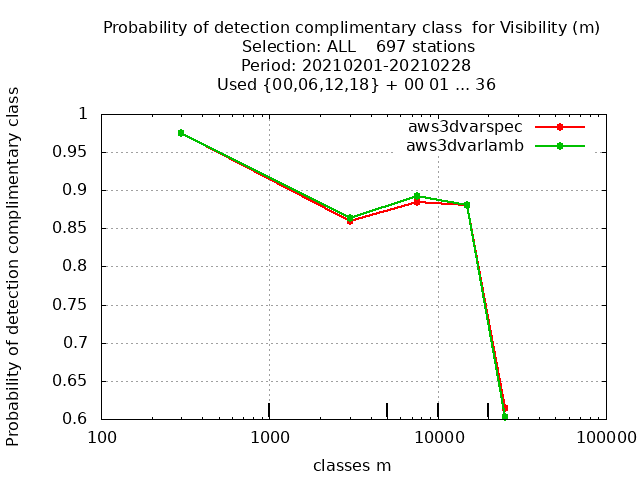 Probability of detection complimentary class  for Visibility (m)
Selection: ALL    697 stations
Period: 20210201-20210228
Used {00,06,12,18} + 00 01 ... 36
Probability of detection complimentary class
1
0.95
0.9
0.85
0.8
0.75
0.7
0.65
0.6
aws3dvarspec
aws3dvarlamb
100
1000
10000
100000
classes m